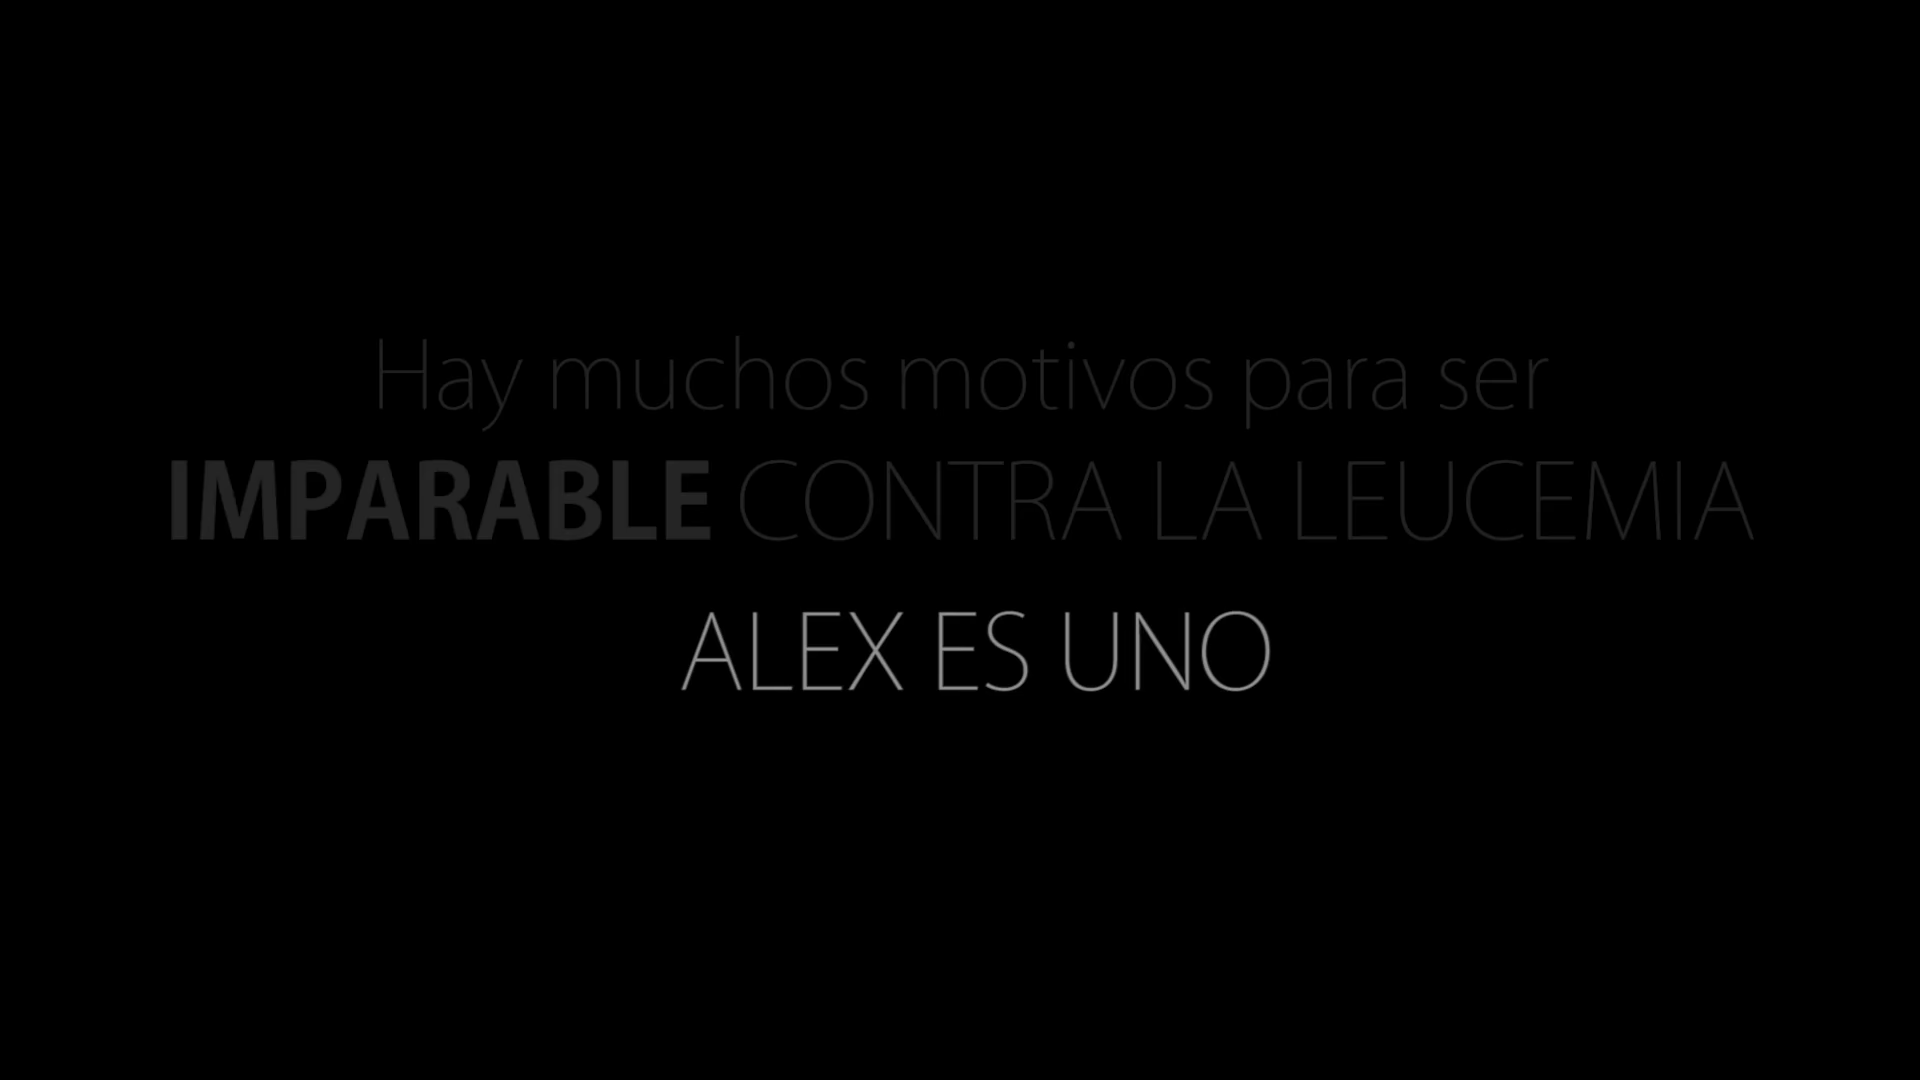 Hay muchos motivos para ser
IMPARABLE CONTRA LA LEUCEMIA
ALEX ES UNO